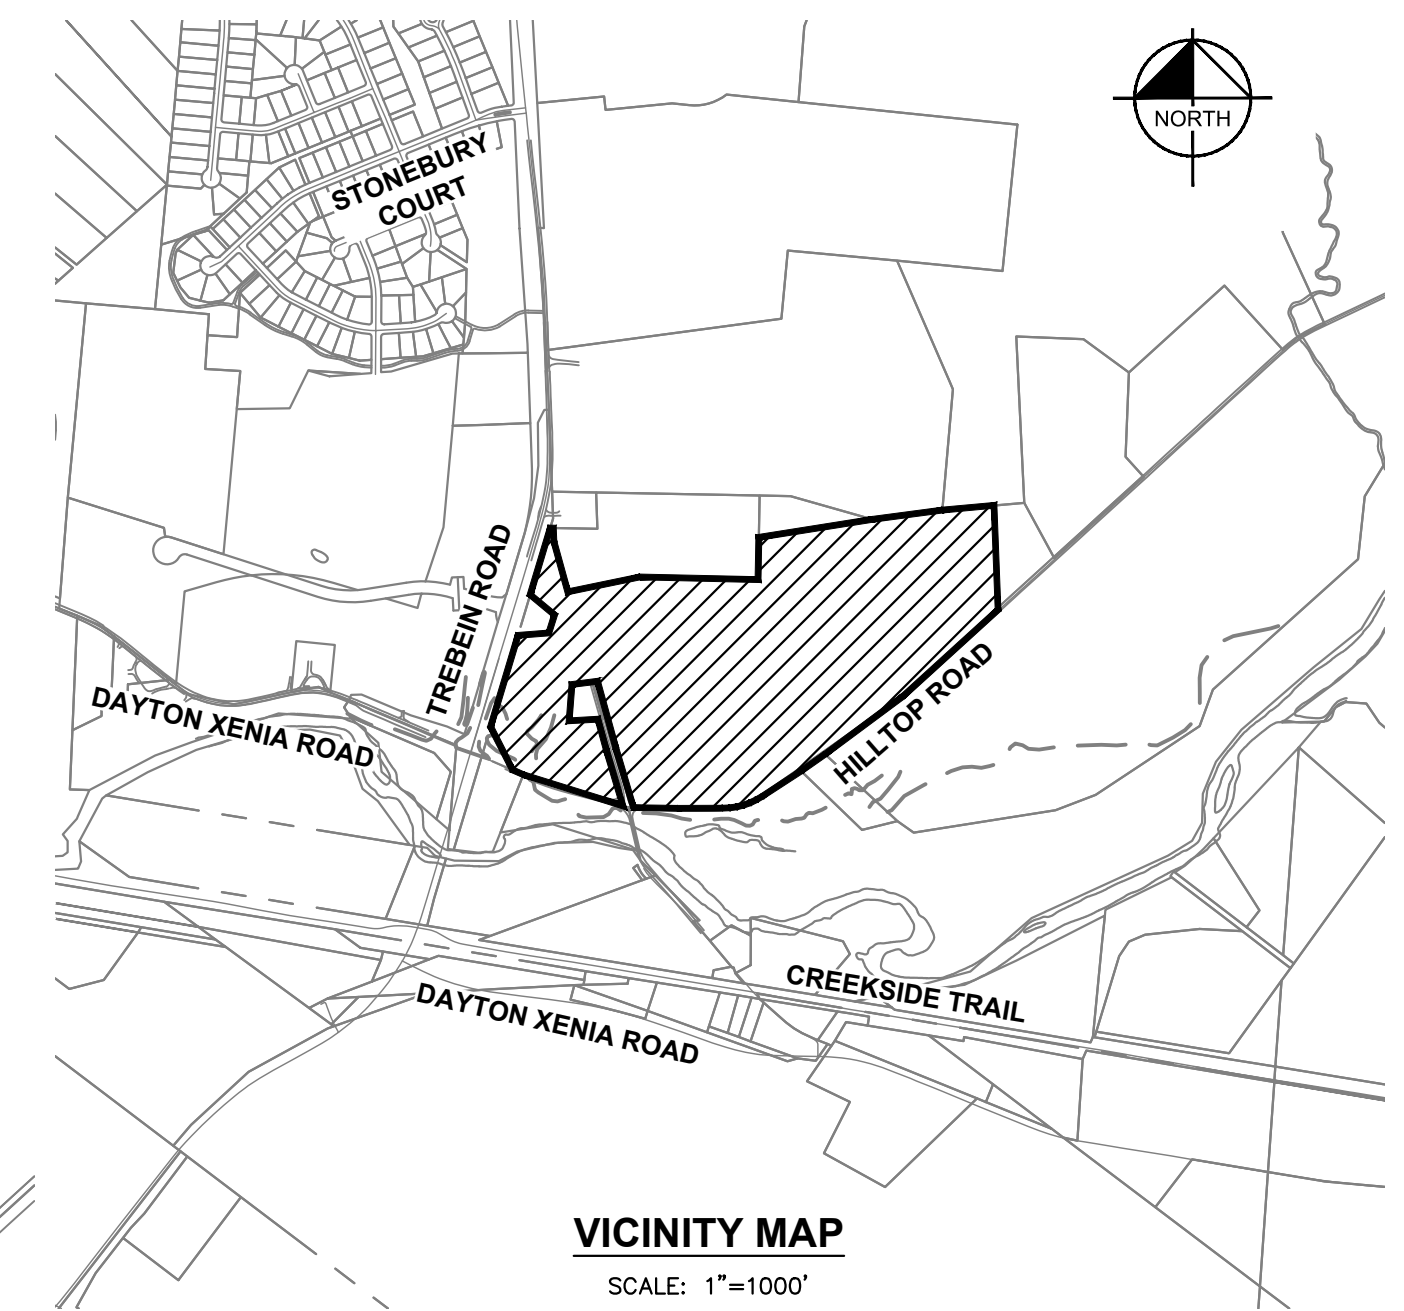 NORTH
STONEBURY
COURT
TREBEIN ROAD
DAYTON XENIA ROAD
HILLTOP ROAD
CREEKSIDE TRAIL
DAYTON XENIA ROAD
VICINITY MAP
SCALE: 1"=1000'